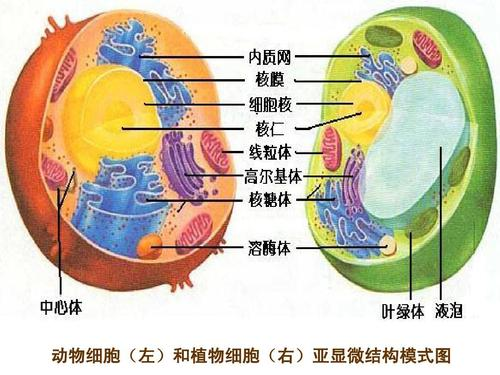 内质网
核膜
细胞核
核仁
线粒体
高尔基体
核糖体
溶酶体
中心体
叶绿体
液泡
动物细胞（左）和植物细胞（右）亚显微结构模式图